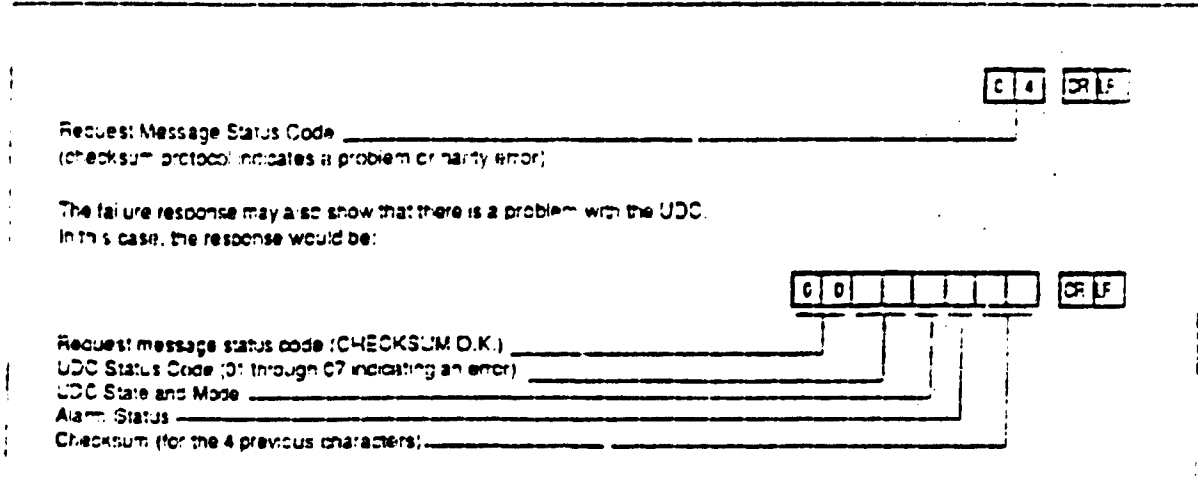 0 4 CR LF
Request Message Status Code
(checksum protocol indicates a problem or parity error)
The failure response may also show that there is a problem with the UDC.
In this case, the response would be:
0 0 CR LF
Request message status code (CHECKSUM O.K.)
UDC Status Code (01 through 07 indicating an error)
UDC State and Mode
Alarm Status
Checksum (for the 4 previous characters)